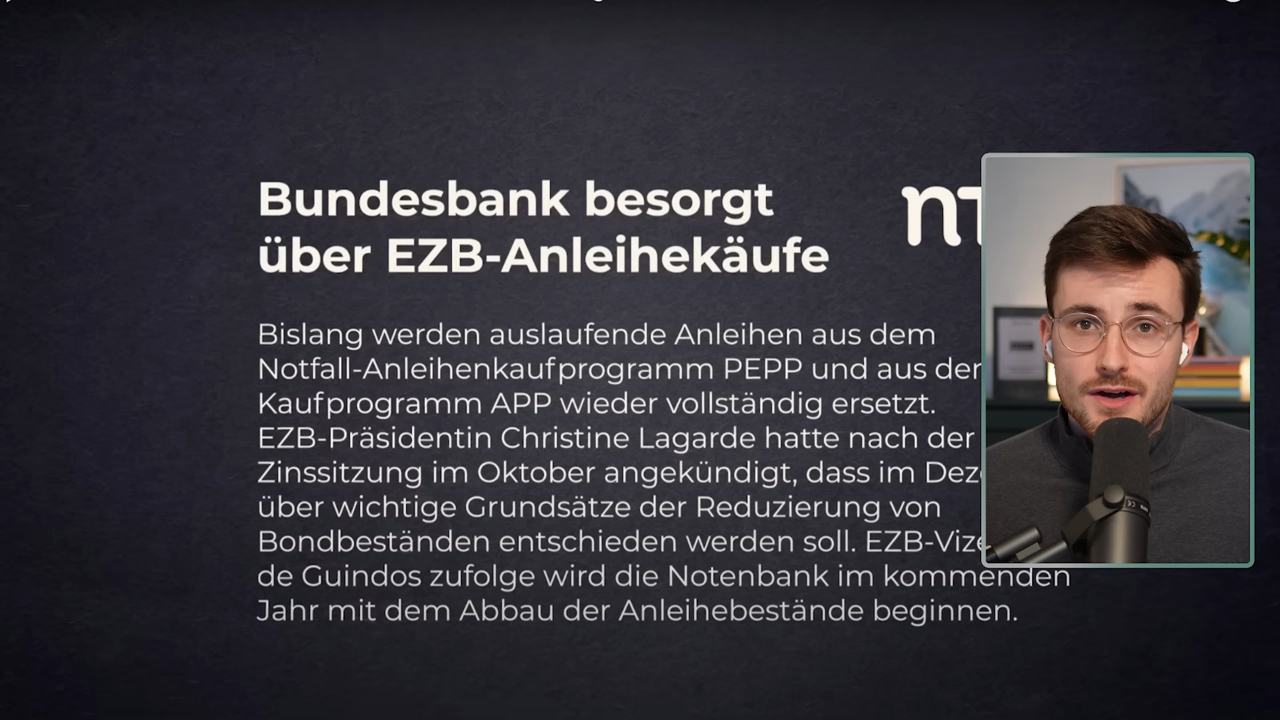 Bundesbank besorgt
über EZB-Anleihekäufe
Bislang werden auslaufende Anleihen aus dem
Notfall-Anleihenkaufprogramm PEPP und aus
Kaufprogramm APP wieder vollständig ersetzt.
EZB-Präsidentin Christine Lagarde hatte nach der
Zinssitzung im Oktober angekündigt, dass im
über wichtige Grundsätze der Reduzierung von
Bondbeständen entschieden werden soll.
de Guindos zufolge wird die Notenbank im kommenden
Jahr mit dem Abbau der Anleihebestände beginnen.